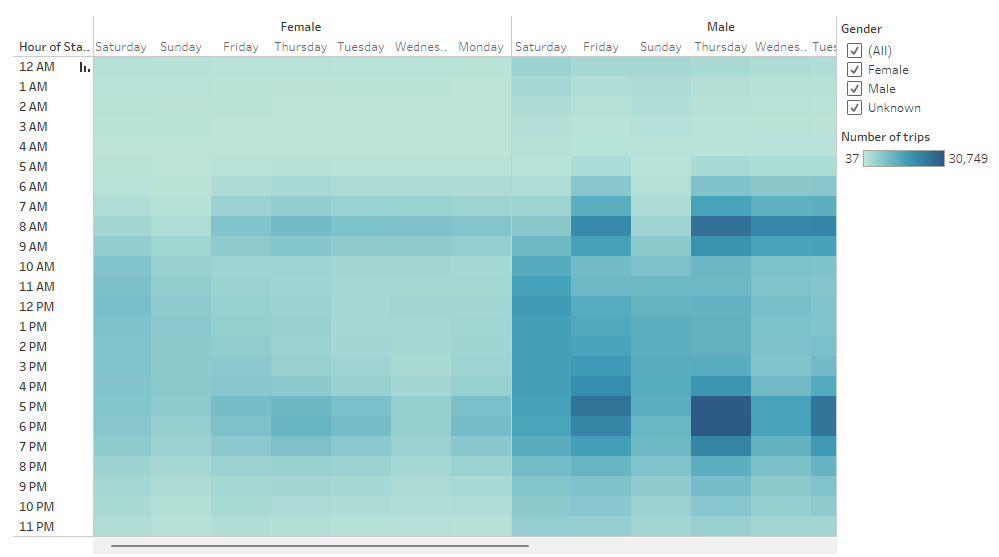 Female Male
Hour of Sta.. Saturday Sunday Friday Thursday Tuesday Wednes.. Monday Saturday Friday Sunday Thursday Wednes.. Tues
12 AM
1 AM
2 AM
3 AM
4 AM
5 AM
6 AM
7 AM
8 AM
9 AM
10 AM
11 AM
12 PM
1 PM
2 PM
3 PM
4 PM
5 PM
6 PM
7 PM
8 PM
9 PM
10 PM
11 PM
Gender
(All)
Female
Male
Unknown
Number of trips
37 30,749